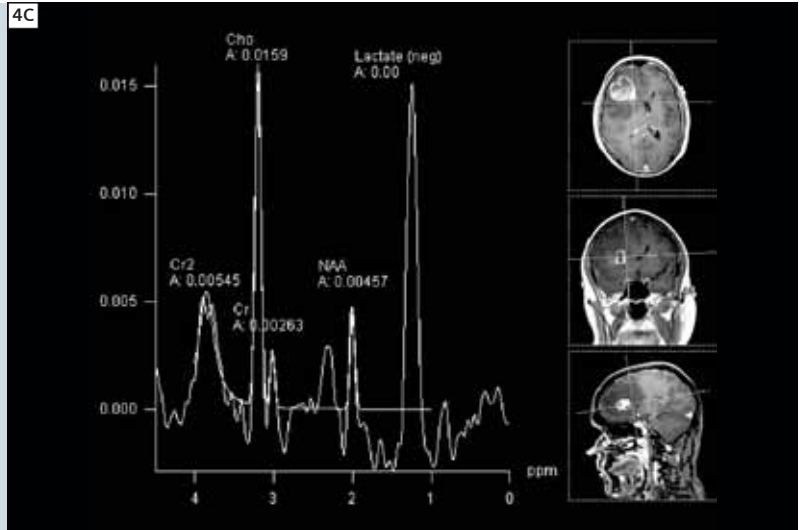 4C
Cho
A: 0.0159
Lactate (neg)
A: 0.00
0.015
0.010
Cr2
A: 0.00545
NAA
A: 0.00457
Cr
A: 0.00263
0.005
0.000
ppm
4 3 2 1 0